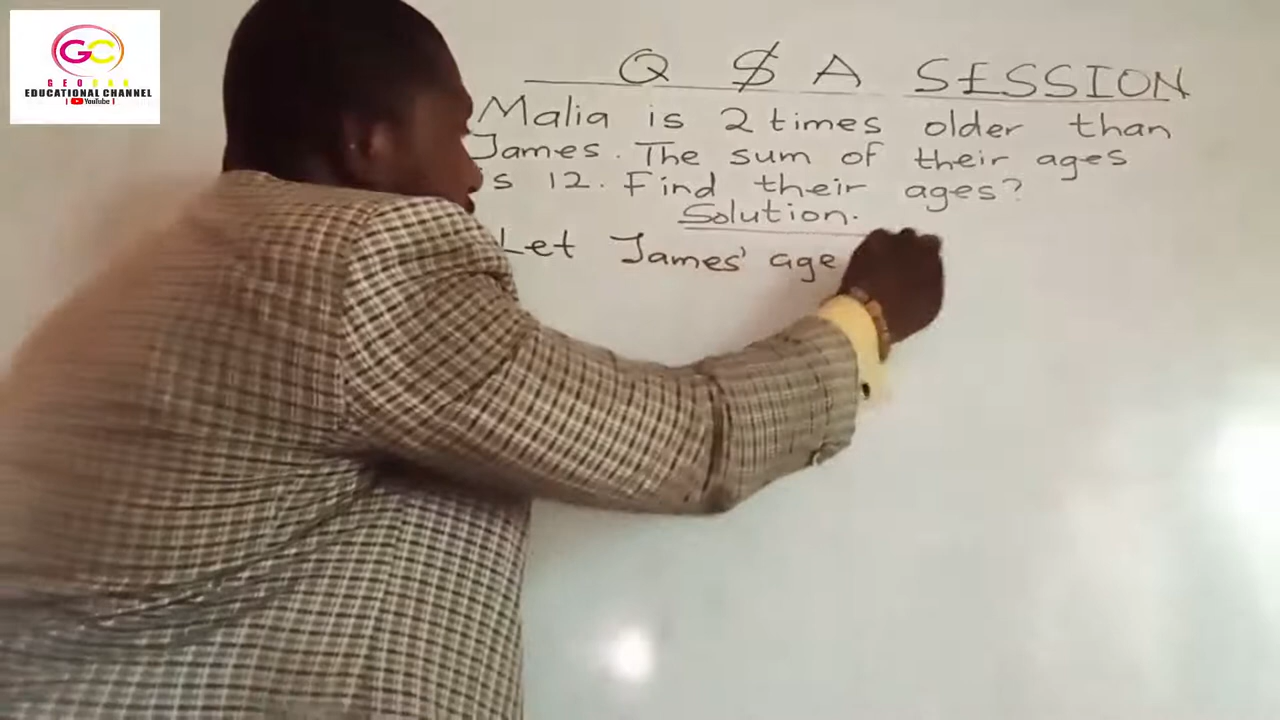 GC
GEODAN
EDUCATIONAL CHANNEL
YouTube
Q $ A SESSION
Malia is 2 times older than
James. The sum of their ages
is 12. Find their ages?
Solution.
Let James' age